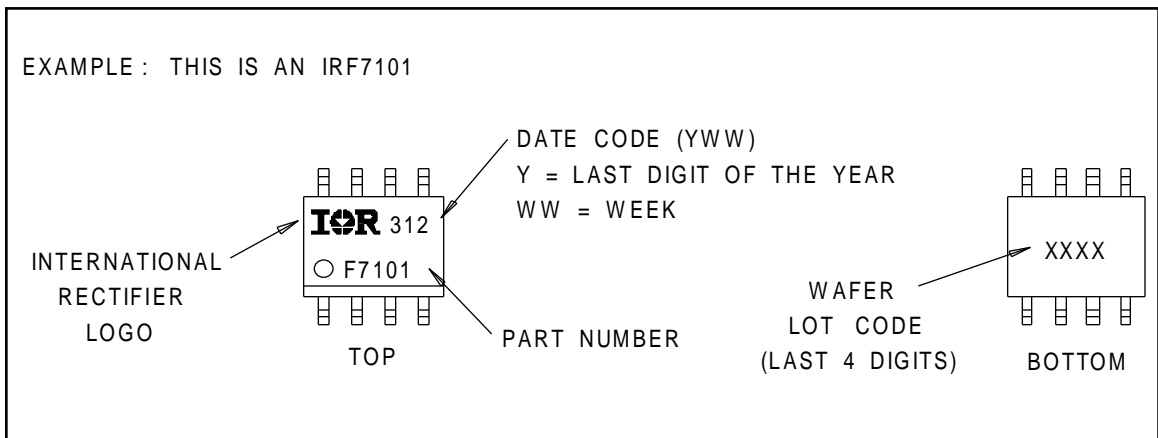 EXAMPLE : THIS IS AN IRF7101
DATE CODE (YWW)
Y = LAST DIGIT OF THE YEAR
WW = WEEK
IOR 312
F7101
INTERNATIONAL
RECTIFIER
LOGO
PART NUMBER
TOP
XXXX
WAFER
LOT CODE
(LAST 4 DIGITS)
BOTTOM